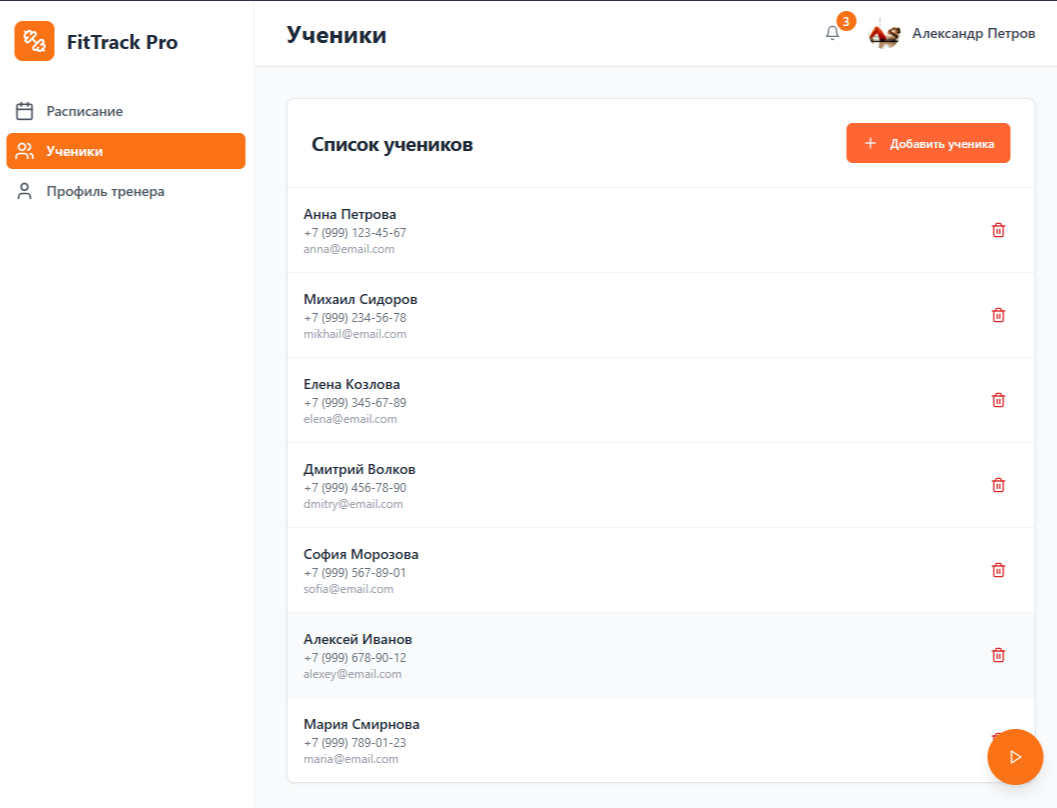 FitTrack Pro
Расписание
Ученики
Профиль тренера
Ученики
3
Александр Петров
Список учеников
Добавить ученика
Анна Петрова
+7 (999) 123-45-67
anna@email.com
Михаил Сидоров
+7 (999) 234-56-78
mikhail@email.com
Елена Козлова
+7 (999) 345-67-89
elena@email.com
Дмитрий Волков
+7 (999) 456-78-90
dmitry@email.com
София Морозова
+7 (999) 567-89-01
sofia@email.com
Алексей Иванов
+7 (999) 678-90-12
alexey@email.com
Мария Смирнова
+7 (999) 789-01-23
maria@email.com